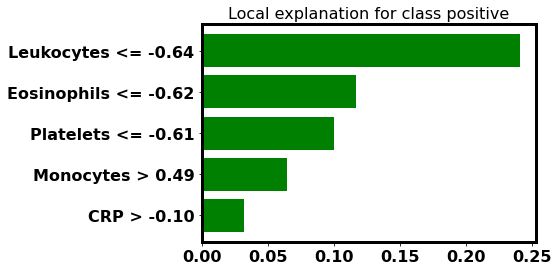 Local explanation for class positive
Leukocytes <= -0.64
Eosinophils <= -0.62
Platelets <= -0.61
Monocytes > 0.49
CRP > -0.10
0.00 0.05 0.10 0.15 0.20 0.25